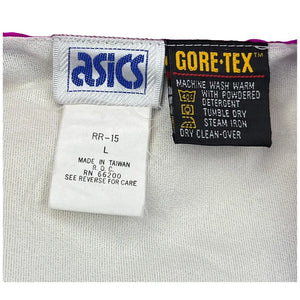 asics
RR-15
L
MADE IN TAIWAN
R.O.C.
RN 66200
SEE REVERSE FOR CARE
GORE-TEX
MACHINE WASH WARM
WITH POWDERED
DETERGENT
TUMBLE DRY
STEAM IRON
DRY CLEAN-OVER